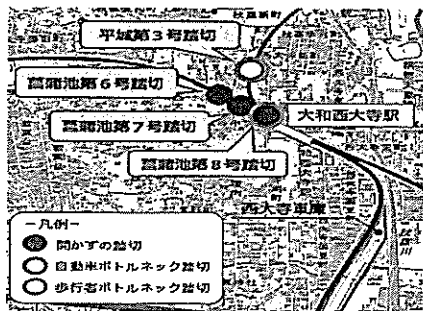 平城第3号踏切
菖蒲池第6号踏切
大和西大寺駅
菖蒲池第7号踏切
菖蒲池第8号踏切
西大寺車庫
-凡例-
開かずの踏切
自動車ボトルネック踏切
歩行者ボトルネック踏切